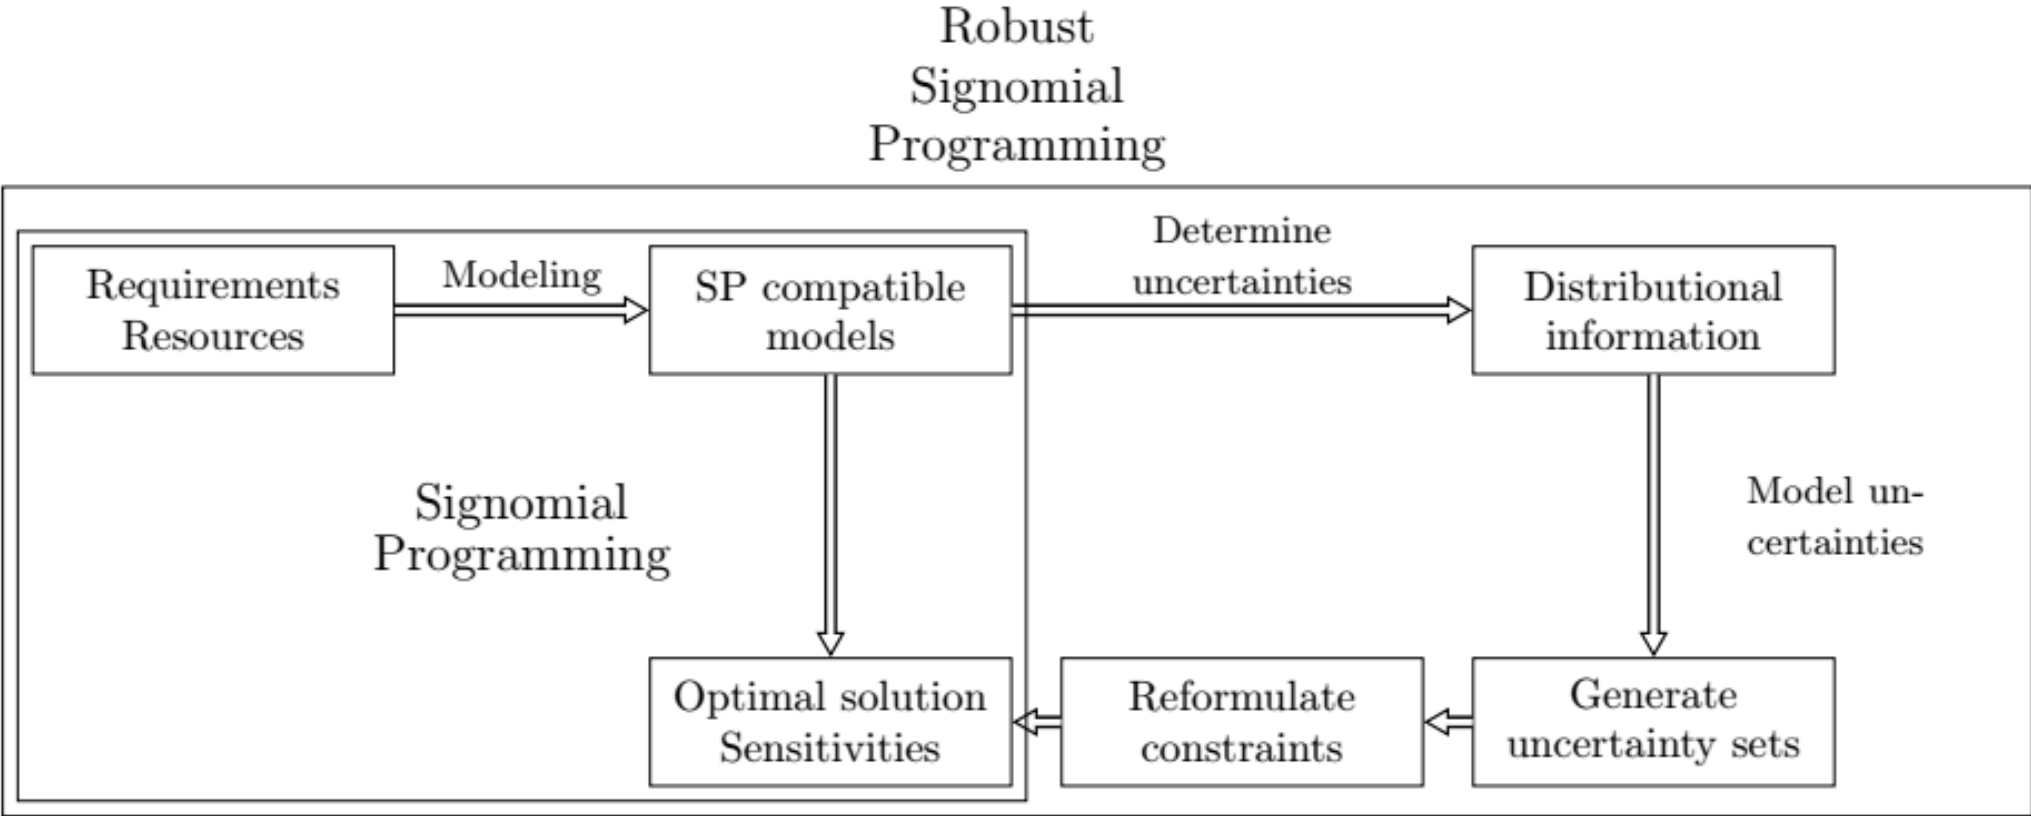 Robust
Signomial
Programming
Requirements
Resources
Modeling
SP compatible
models
Determine
uncertainties
Distributional
information
Signomial
Programming
Model un-
certainties
Optimal solution
Sensitivities
Reformulate
constraints
Generate
uncertainty sets